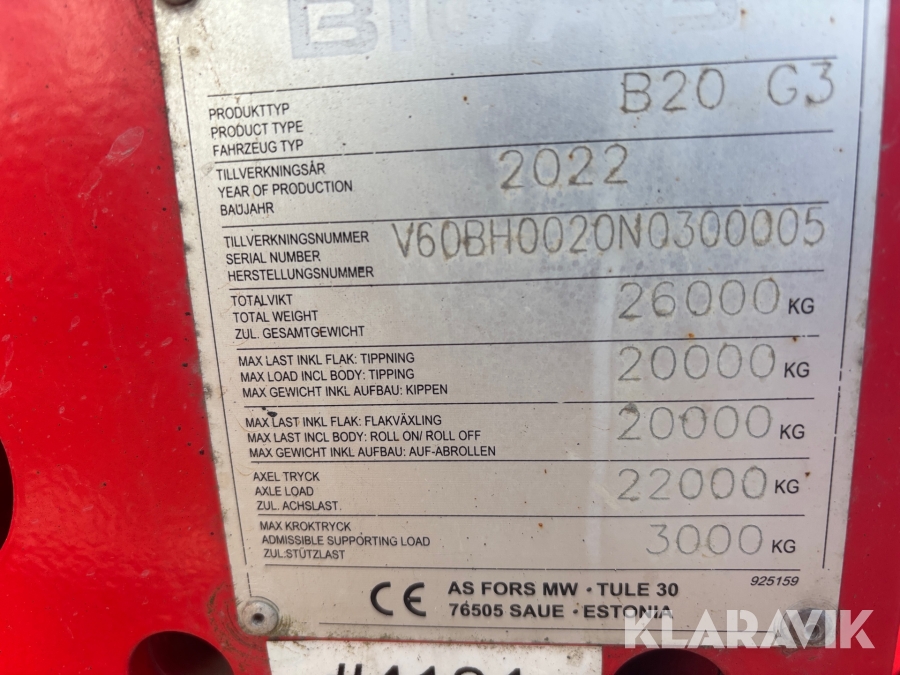 PRODUKTTYP
PRODUCT TYPE
FAHRZEUG TYP
B20 G3
TILLVERKNINGSÅR
YEAR OF PRODUCTION
BAUJAHR
2022
TILLVERKNINGSNUMMER
SERIAL NUMBER
HERSTELLUNGSNUMMER
V60BH0020N0300005
TOTALVIKT
TOTAL WEIGHT
ZUL. GESAMTGEWICHT
26000 KG
MAX LAST INKL FLAK: TIPPNING
MAX LOAD INCL BODY: TIPPING
MAX GEWICHT INKL AUFBAU: KIPPEN
20000 KG
MAX LAST INKL FLAK: FLAKVÄXLING
MAX LAST INCL BODY: ROLL ON/ ROLL OFF
MAX GEWICHT INKL AUFBAU: AUF-ABROLLEN
20000 KG
AXEL TRYCK
AXLE LOAD
ZUL. ACHSLAST
22000 KG
MAX KROKTRYCK
ADMISSIBLE SUPPORTING LOAD
ZUL:STÜTZLAST
3000 KG
925159
CE AS FORS MW · TULE 30
76505 SAUE · ESTONIA
KLARAVIK